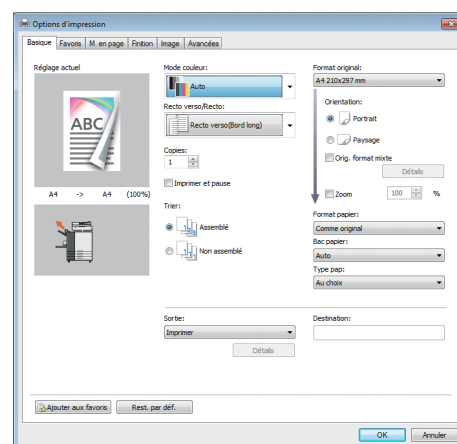 Options d'impression
Basique Favoris M. en page Finition Image Avancées
Réglage actuel
ABC
A4 -> A4 (100%)
Mode couleur:
Auto
Recto verso/Recto:
Recto verso(Bord long)
Copies:
1
Imprimer et pause
Trier:
Assemblé
Non assemblé
Format original:
A4 210x297 mm
Orientation:
Portrait
Paysage
Orig. format mixte
Détails
Zoom 100 %
Format papier:
Comme original
Bac papier:
Auto
Type pap:
Au choix
Sortie:
Imprimer
Détails
Destination:
Ajouter aux favoris Rest. par déf.
OK Annuler